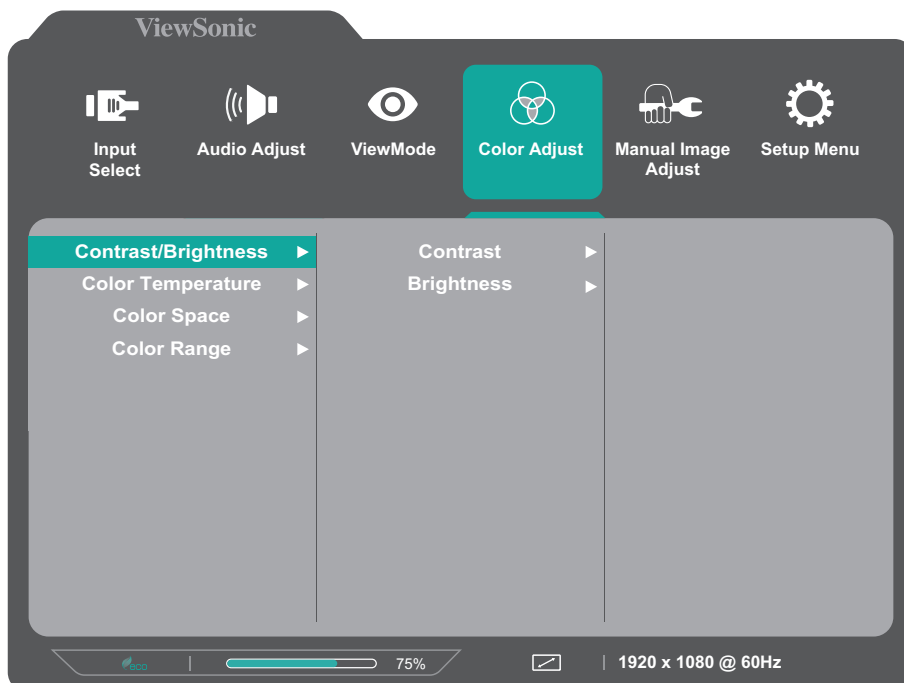 ViewSonic
Input
Select
Audio Adjust
ViewMode
Color Adjust
Manual Image
Adjust
Setup Menu
Contrast/Brightness
Color Temperature
Color Space
Color Range
Contrast
Brightness
eco
75%
1920 x 1080 @ 60Hz